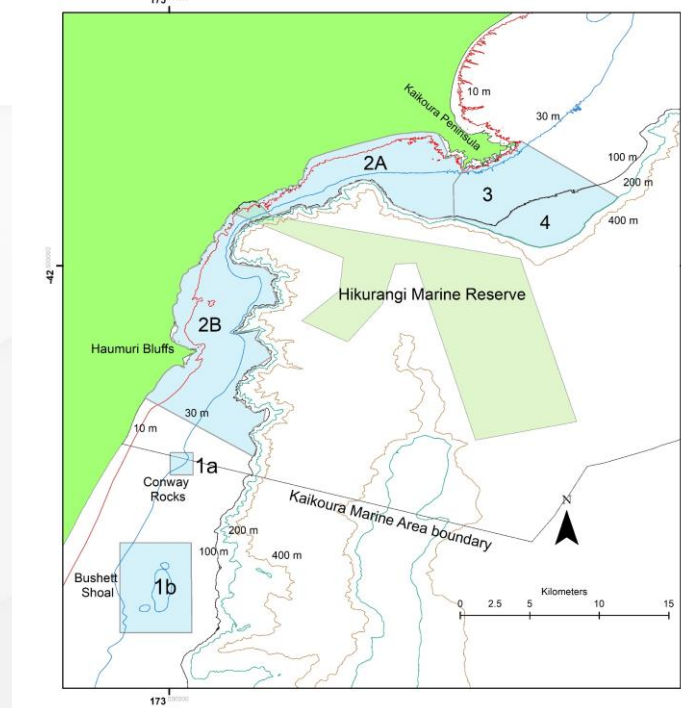 173
10 m
Kaikoura Peninsula
30 m
2A
100 m
200 m
3
4
400 m
-42
Hikurangi Marine Reserve
2B
Haumuri Bluffs
30 m
10 m
1a
Conway
Rocks
Kaikoura Marine Area boundary
N
200 m
100 m
400 m
Bushett
Shoal
1b
Kilometers
0 2.5 5 10 15
173